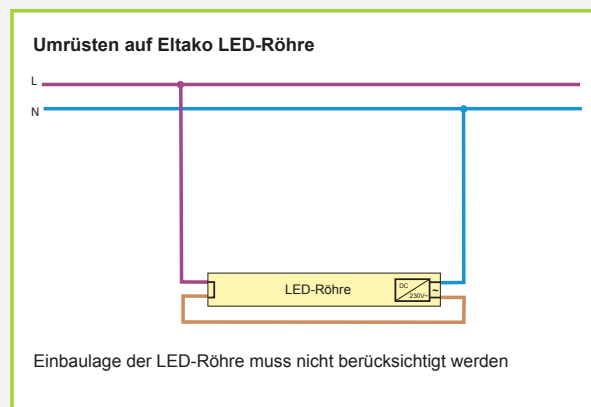 Umrüsten auf Eltako LED-Röhre
L
N
LED-Röhre
DC
230V~
~
Einbaulage der LED-Röhre muss nicht berücksichtigt werden